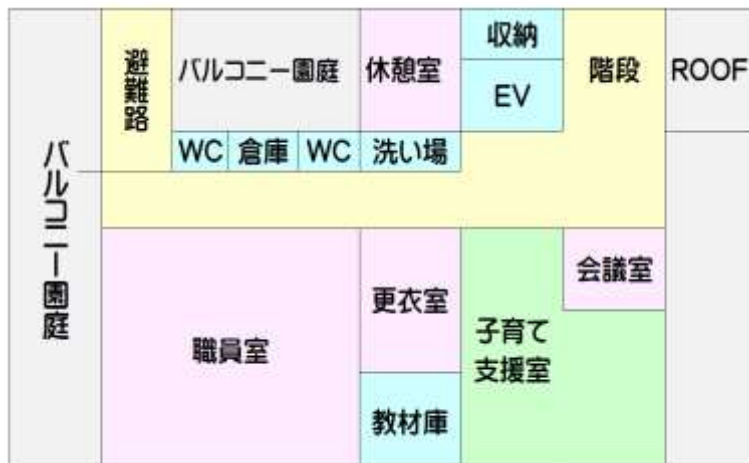 避難路
バルコニー園庭
休憩室
収納
EV
階段
ROOF
WC
倉庫
WC
洗い場
バルコニー園庭
職員室
更衣室
教材庫
子育て
支援室
会議室